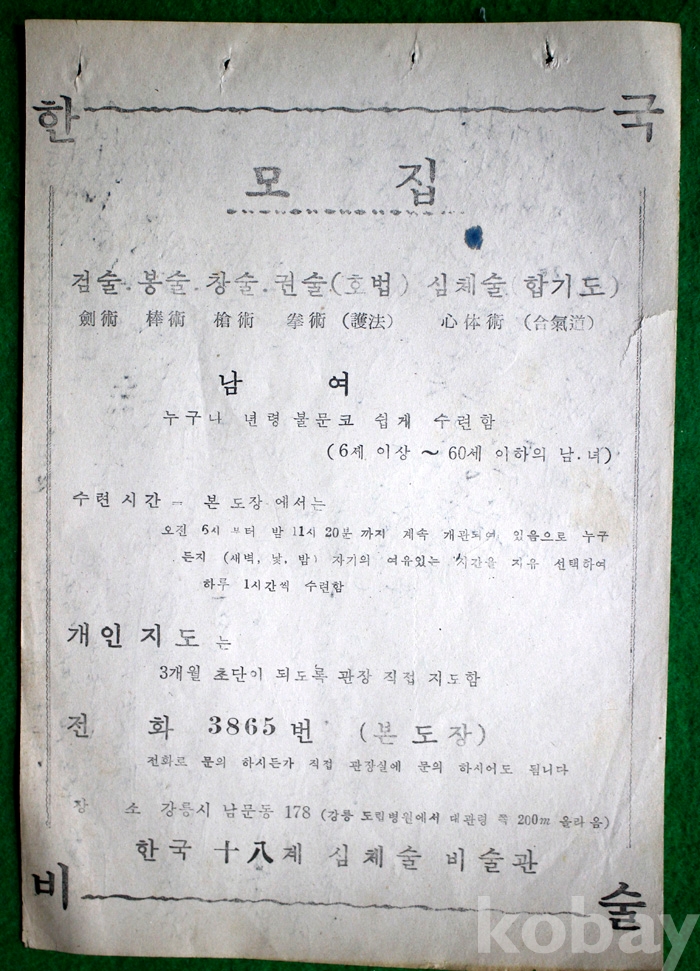 한 국
모 집
검술.봉술.창술.권술(호법) 심체술(합기도)
劍術 棒術 槍術 拳術 (護法) 心体術 (合氣道)
남 여
누구나 년령 불문코 쉽게 수련함
(6세 이상 ~ 60세 이하의 남.녀)
수련시간 = 본 도장 에서는
오전 6시 부터 밤 11시 20분 까지 계속 개관되여 있음으로 누구
든지 (새벽, 낮, 밤) 자기의 여유있는 시간을 지유 선택하여
하루 1시간씩 수련함
개인 지도 는
3개월 초단이 되도록 관장 직접 지도함
전 화 3865 번 (본 도장)
전화로 문의 하시든가 직접 관장실에 문의 하시어도 됩니다
장 소 강릉시 남문동 178 (강릉 도립병원에서 대관령 쪽 200m 올라옴)
한국 十八계 심체술 비술관
비 술
kobay